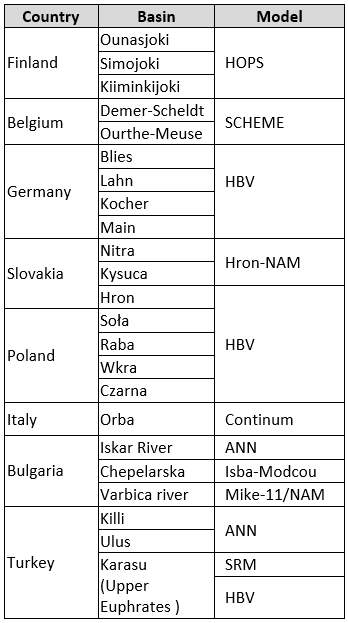 Country Basin Model
Finland Ounasjoki HOPS
Simojoki
Kiiminkijoki
Belgium Demer-Scheldt SCHEME
Ourthe-Meuse
Germany Blies HBV
Lahn
Kocher
Main
Slovakia Nitra Hron-NAM
Kysuca
Hron HBV
Poland Soła
Raba
Wkra
Czarna
Italy Orba Continum
Bulgaria Iskar River ANN
Chepelarska Isba-Modcou
Varbica river Mike-11/NAM
Turkey Killi ANN
Ulus
Karasu SRM
(Upper
Euphrates ) HBV